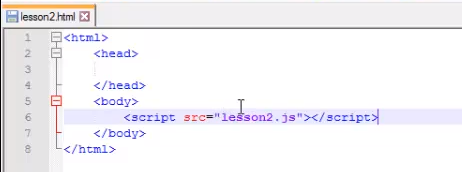 lesson2.html
1 <html>
2 <head>
3
4 </head>
5 <body>
6 <script src="lesson2.js"></script>
7 </body>
8 </html>